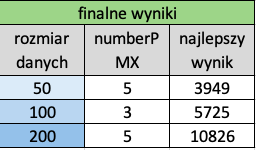 finalne wyniki
rozmiar numberP najlepszy
danych MX wynik
50 5 3949
100 3 5725
200 5 10826